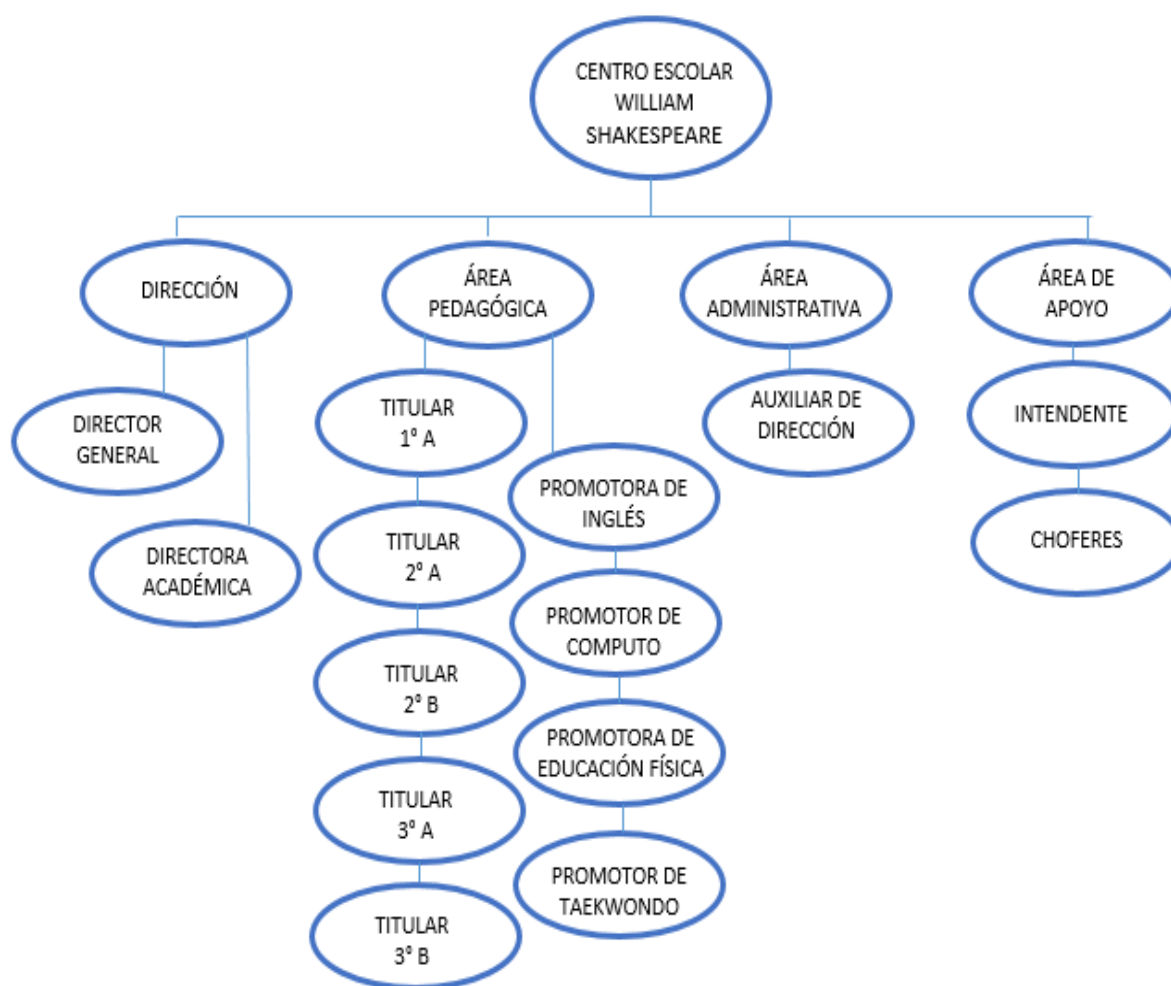 CENTRO ESCOLAR
WILLIAM
SHAKESPEARE
DIRECCIÓN
ÁREA
PEDAGÓGICA
ÁREA
ADMINISTRATIVA
ÁREA DE
APOYO
DIRECTOR
GENERAL
DIRECTORA
ACADÉMICA
TITULAR
1° A
TITULAR
2° A
TITULAR
2° B
TITULAR
3° A
TITULAR
3° B
PROMOTORA DE
INGLÉS
PROMOTOR DE
COMPUTO
PROMOTORA DE
EDUCACIÓN FÍSICA
PROMOTOR DE
TAEKWONDO
AUXILIAR DE
DIRECCIÓN
INTENDENTE
CHOFERES